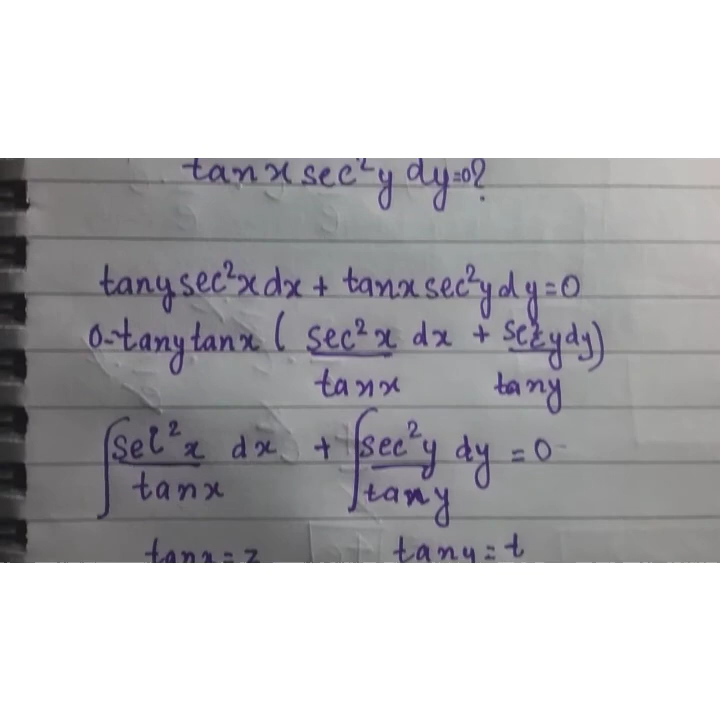 tanx sec²y dy=0?
tany sec²x dx + tanx sec²y dy = 0
0=tany tanx ( sec²x/tanx dx + sec²y dy/tany )
∫ sec²x/tanx dx + ∫ sec²y/tany dy = 0
tanx = z tany = t